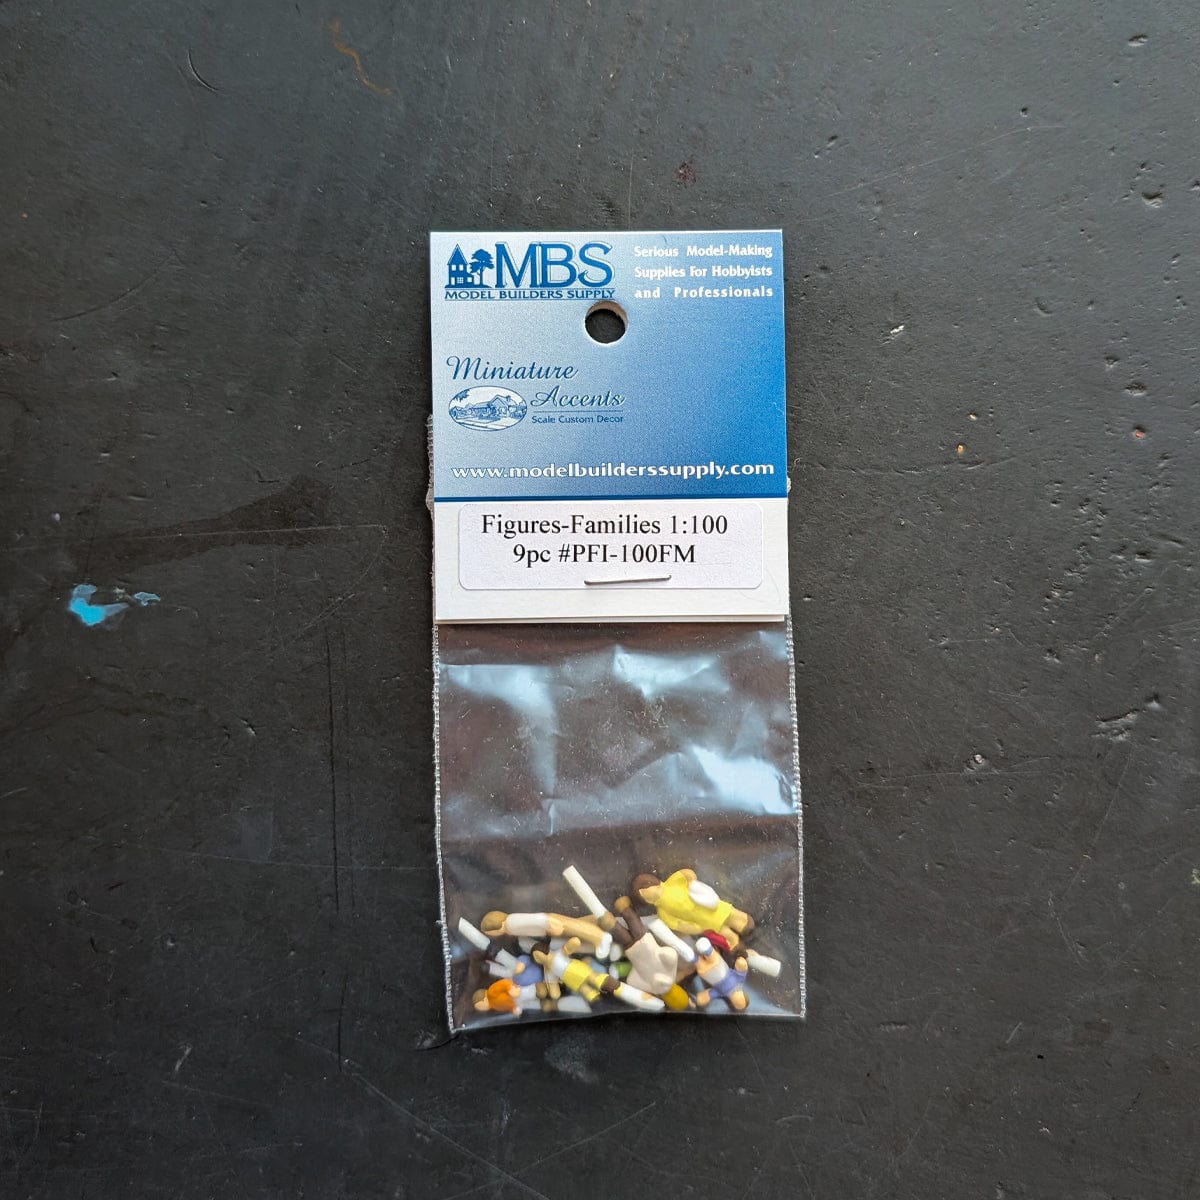 MBS
MODEL BUILDERS SUPPLY
Serious Model-Making
Supplies For Hobbyists
and Professionals
Miniature
Accents
Scale Custom Decor
www.modelbuilderssupply.com
Figures-Families 1:100
9pc #PFI-100FM